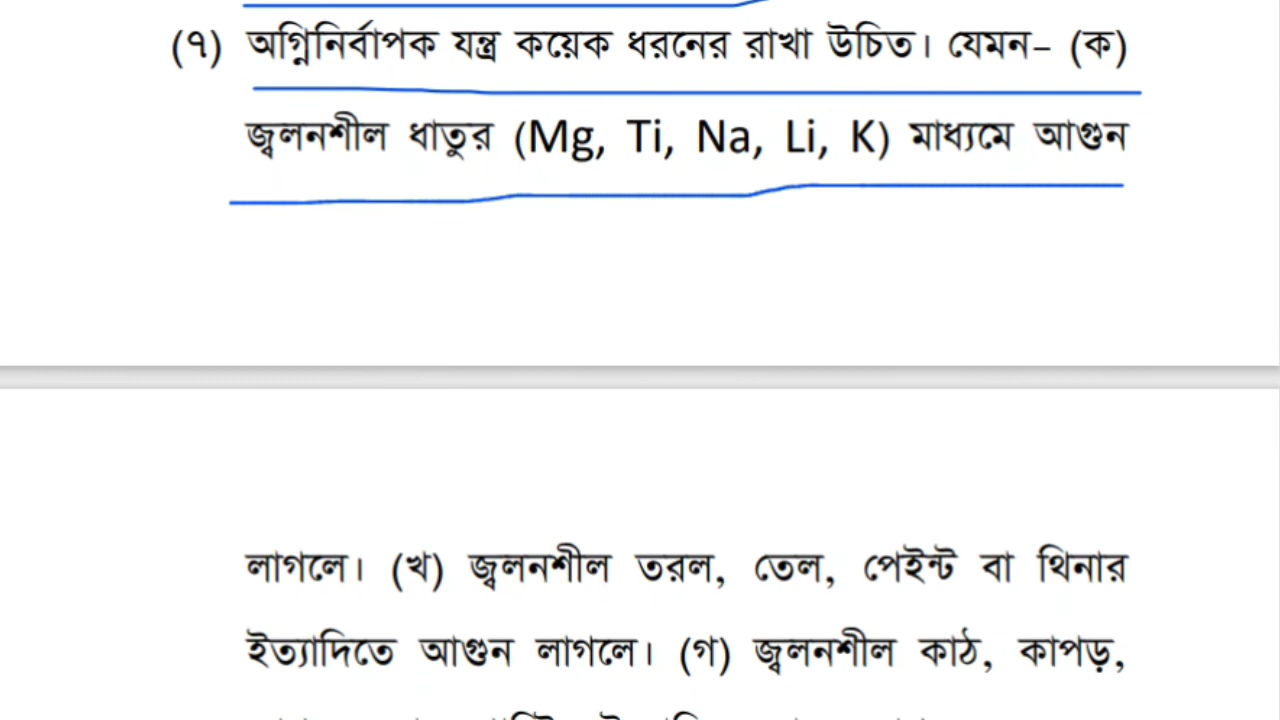 (৭) অগ্নিনির্বাপক যন্ত্র কয়েক ধরনের রাখা উচিত। যেমন– (ক)
জ্বলনশীল ধাতুর (Mg, Ti, Na, Li, K) মাধ্যমে আগুন
লাগলে। (খ) জ্বলনশীল তরল, তেল, পেইন্ট বা থিনার
ইত্যাদিতে আগুন লাগলে। (গ) জ্বলনশীল কাঠ, কাপড়,